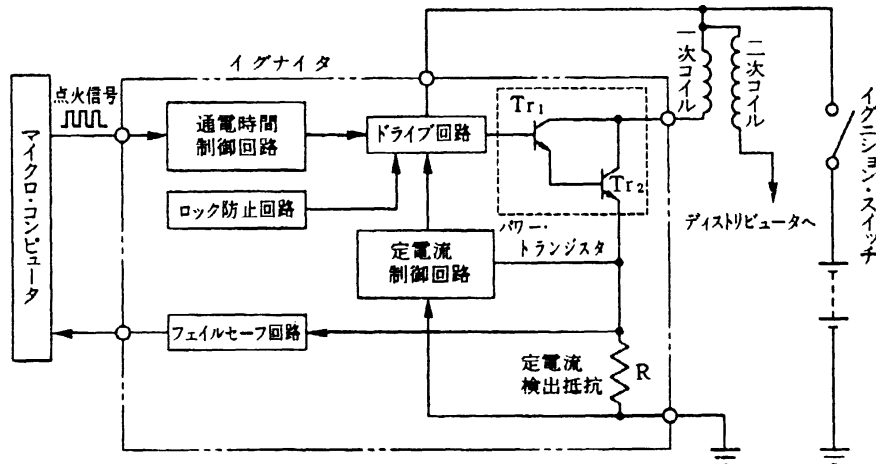 イグナイタ
点火信号
マイクロ・コンピュータ
通電時間
制御回路
ドライブ回路
Tr1
Tr2
一次コイル
二次コイル
イグニション・スイッチ
ロック防止回路
パワー・
トランジスタ
ディストリビュータへ
定電流
制御回路
フェイルセーフ回路
定電流
検出抵抗
R